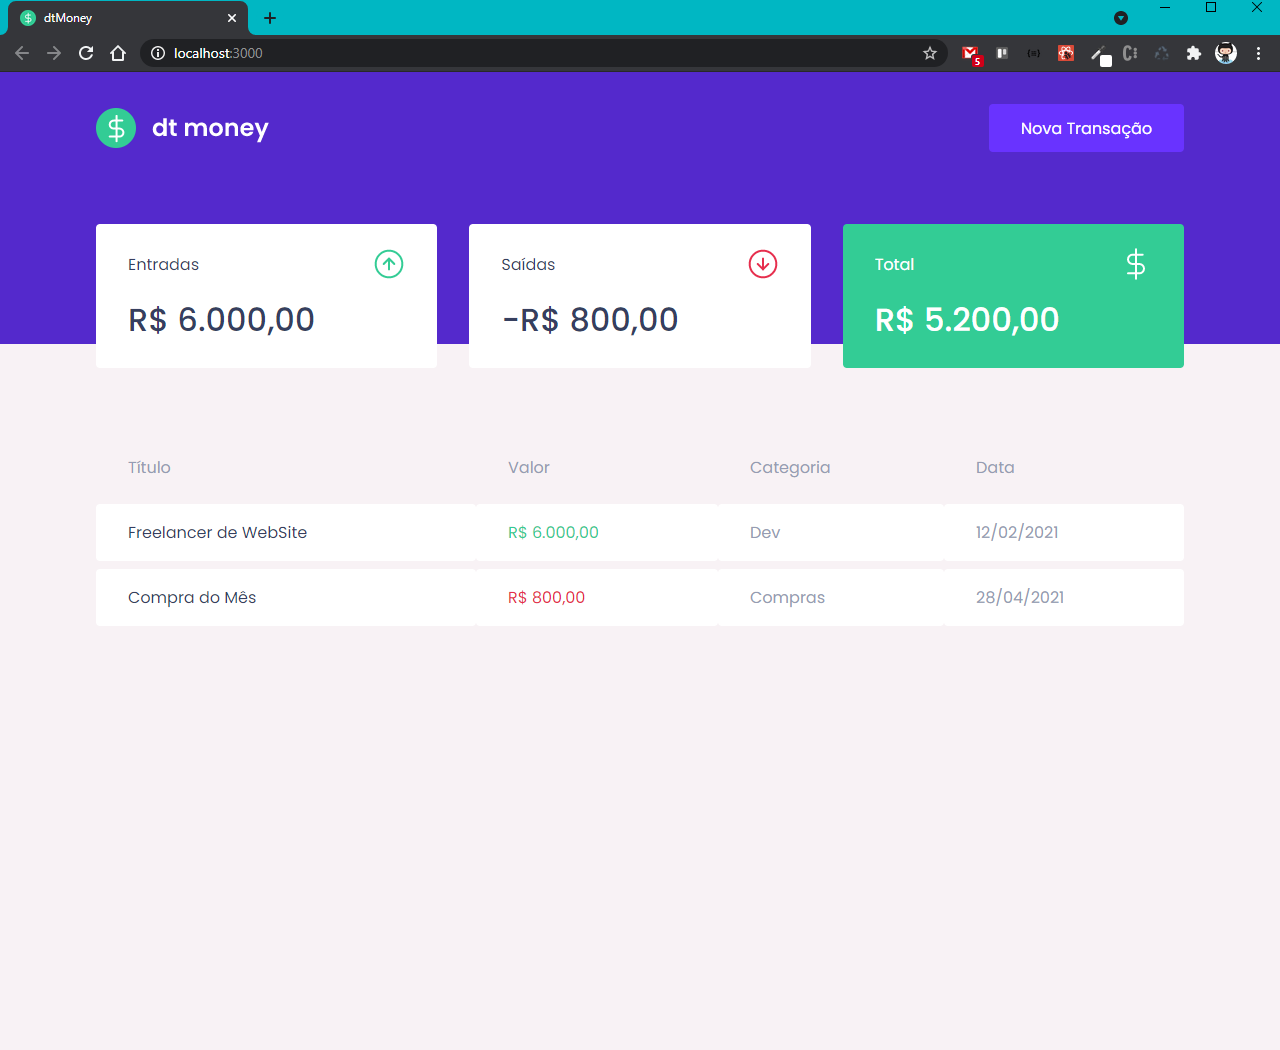 dtMoney
localhost:3000
5
dt money
Nova Transação
Entradas
R$ 6.000,00
Saídas
-R$ 800,00
Total
R$ 5.200,00
Título Valor Categoria Data
Freelancer de WebSite R$ 6.000,00 Dev 12/02/2021
Compra do Mês R$ 800,00 Compras 28/04/2021